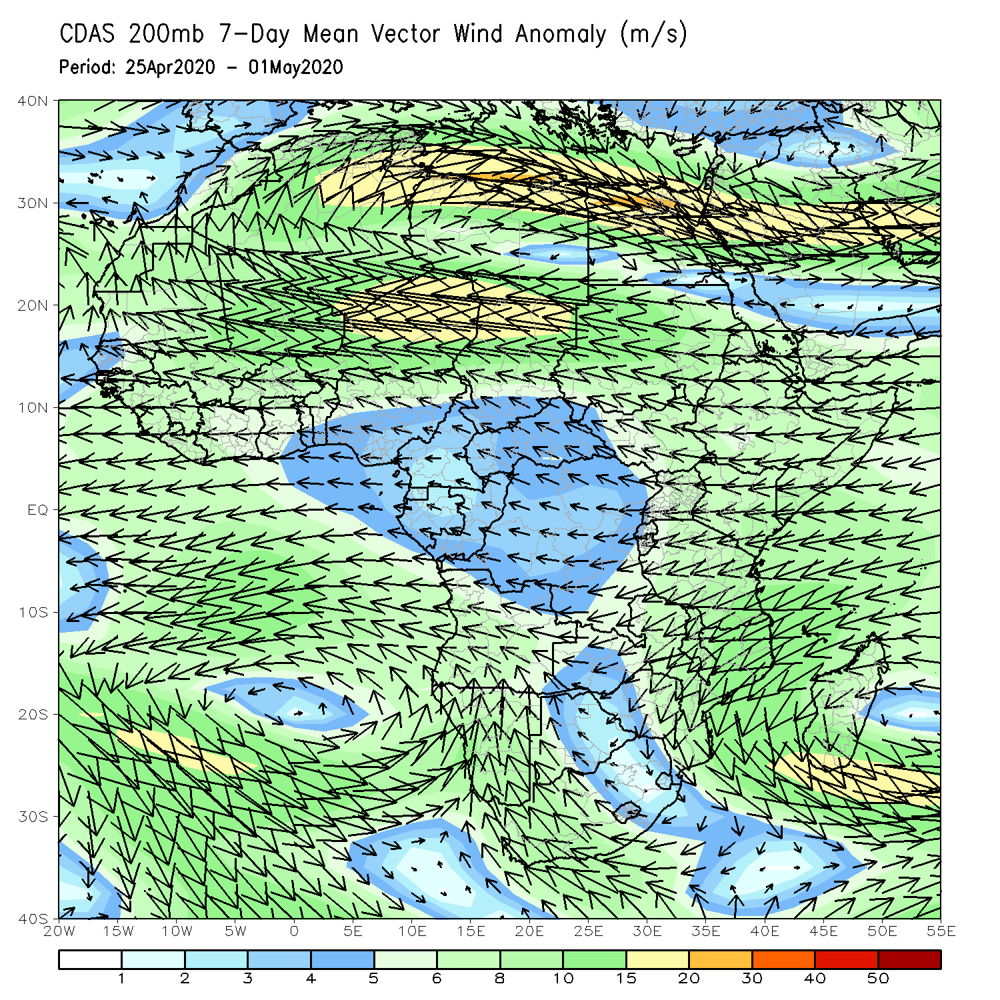 CDAS 200mb 7-Day Mean Vector Wind Anomaly (m/s)
Period: 25Apr2020 - 01May2020
40N
30N
20N
10N
EQ
10S
20S
30S
40S
20W 15W 10W 5W 0 5E 10E 15E 20E 25E 30E 35E 40E 45E 50E 55E
1 2 3 4 5 6 8 10 15 20 30 40 50